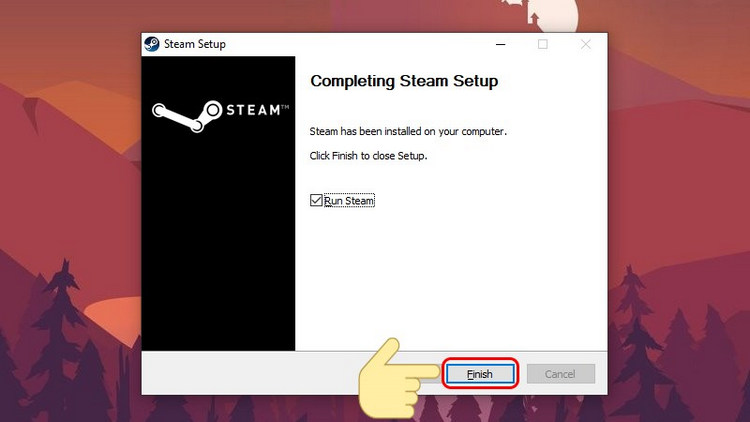 Steam Setup
STEAM™
Completing Steam Setup
Steam has been installed on your computer.
Click Finish to close Setup.
Run Steam
Finish
Cancel